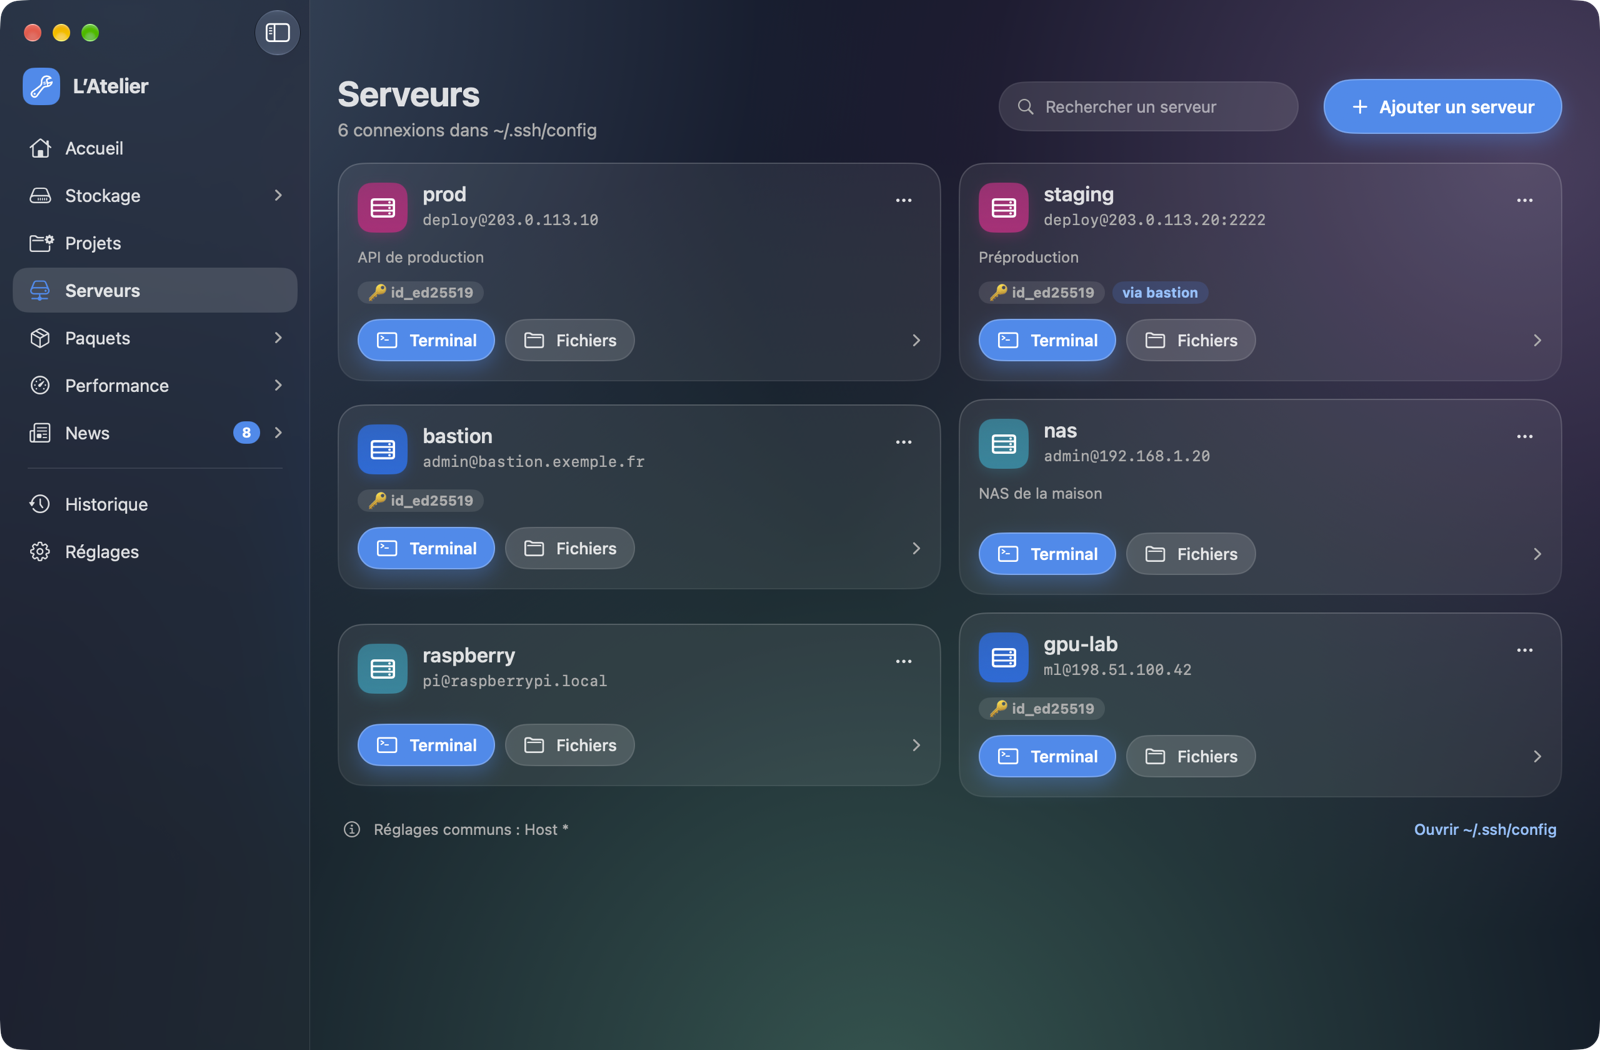 L'Atelier
Accueil
Stockage
Projets
Serveurs
Paquets
Performance
News 8
Historique
Réglages
Serveurs
6 connexions dans ~/.ssh/config
Rechercher un serveur
+ Ajouter un serveur
prod
deploy@203.0.113.10
API de production
id_ed25519
Terminal Fichiers
staging
deploy@203.0.113.20:2222
Préproduction
id_ed25519 via bastion
Terminal Fichiers
bastion
admin@bastion.exemple.fr
id_ed25519
Terminal Fichiers
nas
admin@192.168.1.20
NAS de la maison
Terminal Fichiers
raspberry
pi@raspberrypi.local
Terminal Fichiers
gpu-lab
ml@198.51.100.42
id_ed25519
Terminal Fichiers
Réglages communs : Host *
Ouvrir ~/.ssh/config